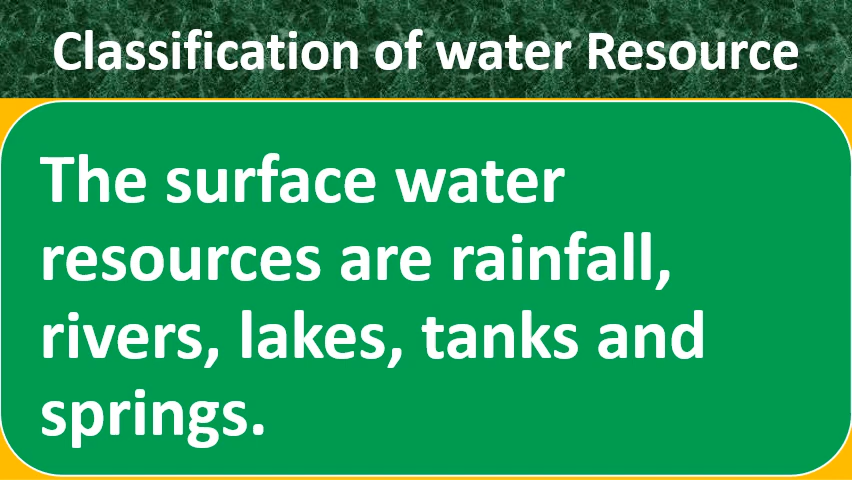 Classification of water Resource
The surface water
resources are rainfall,
rivers, lakes, tanks and
springs.